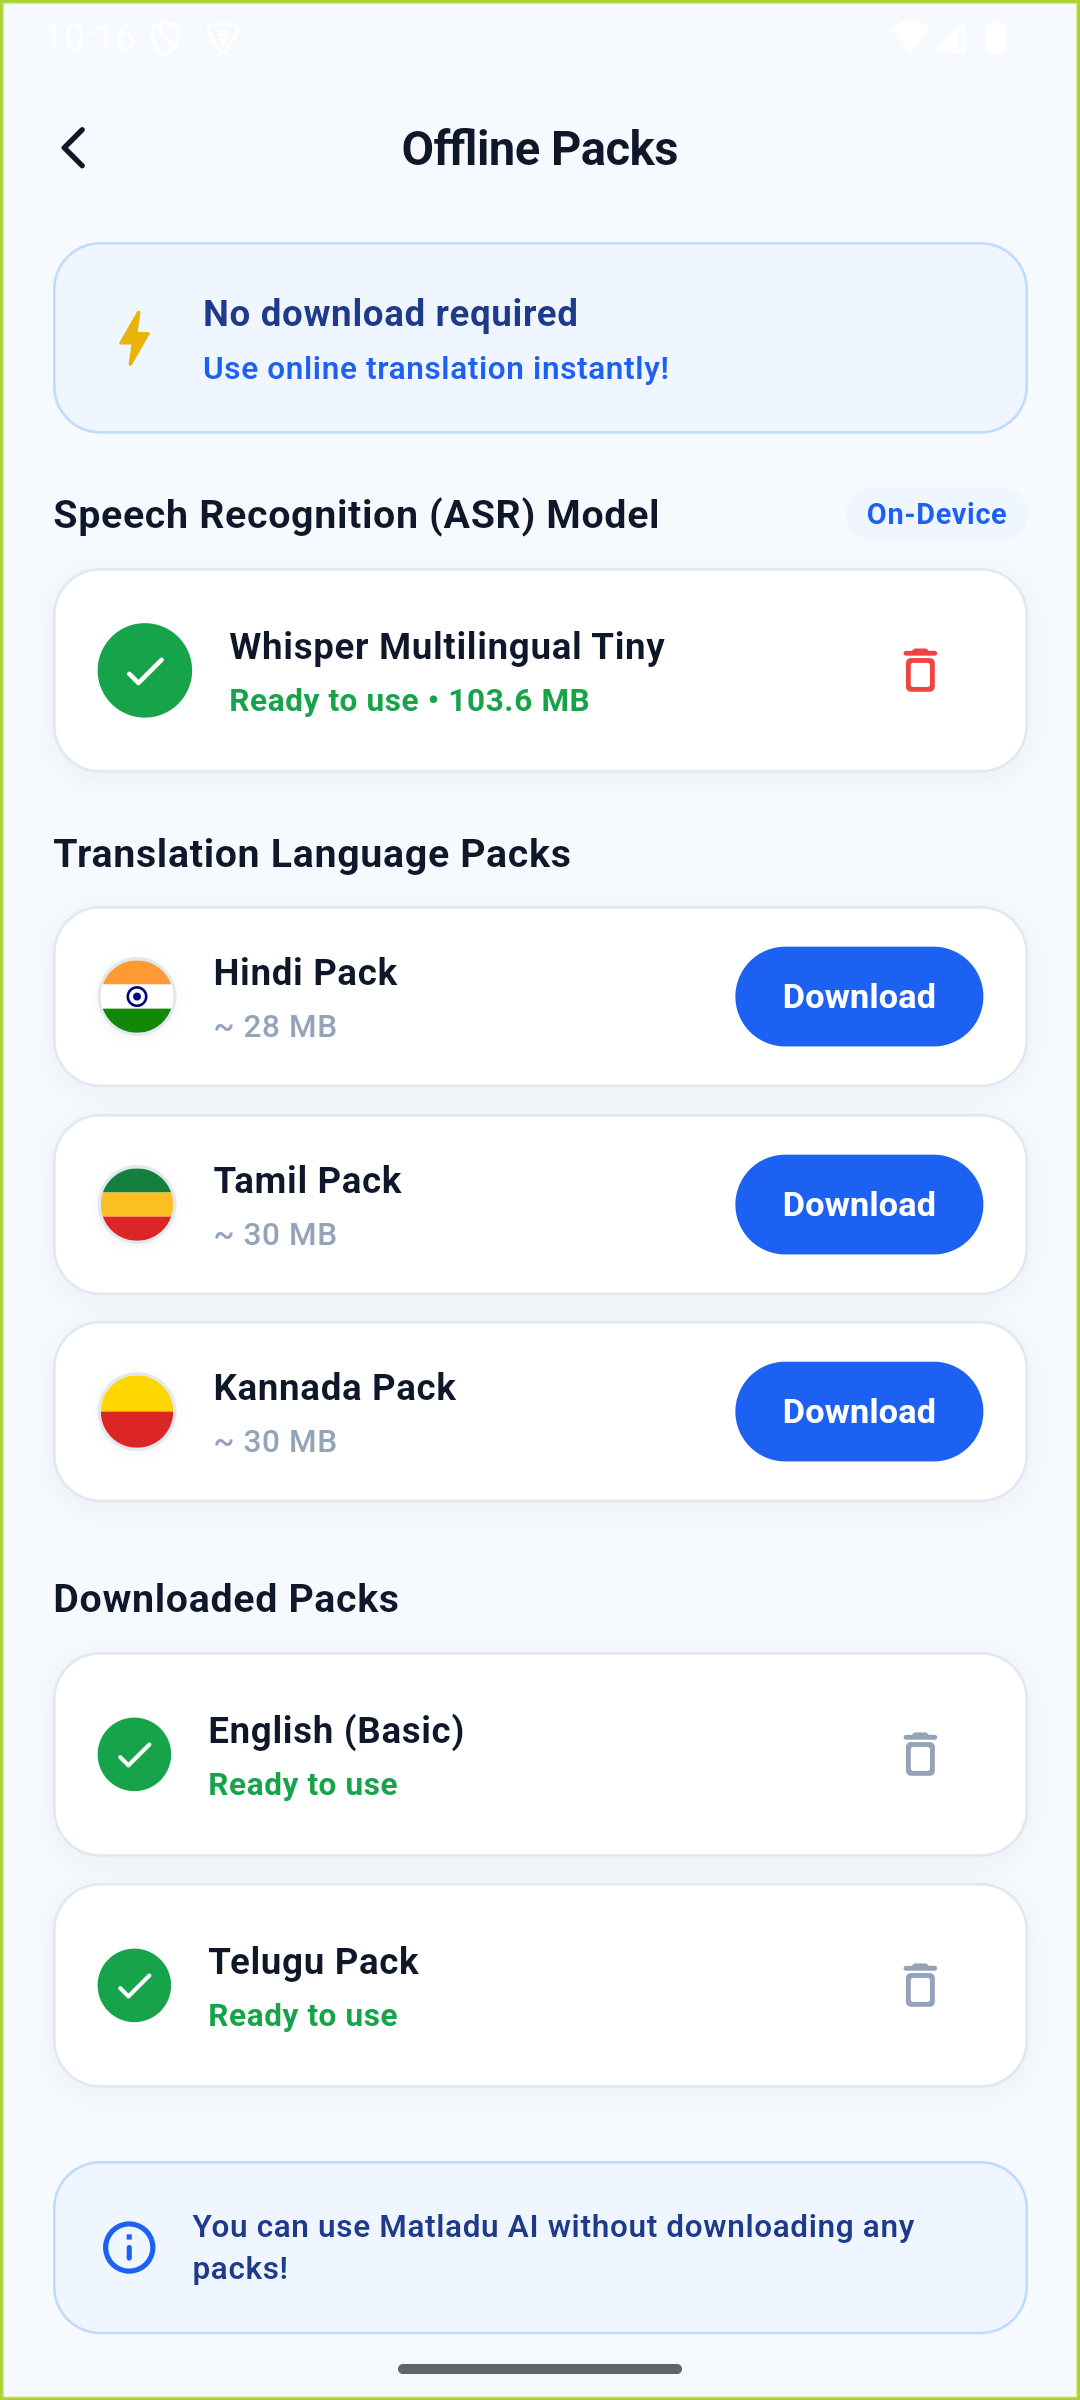 10:16
Offline Packs
No download required
Use online translation instantly!
Speech Recognition (ASR) Model
On-Device
Whisper Multilingual Tiny
Ready to use • 103.6 MB
Translation Language Packs
Hindi Pack
~ 28 MB
Download
Tamil Pack
~ 30 MB
Download
Kannada Pack
~ 30 MB
Download
Downloaded Packs
English (Basic)
Ready to use
Telugu Pack
Ready to use
You can use Matladu AI without downloading any
packs!